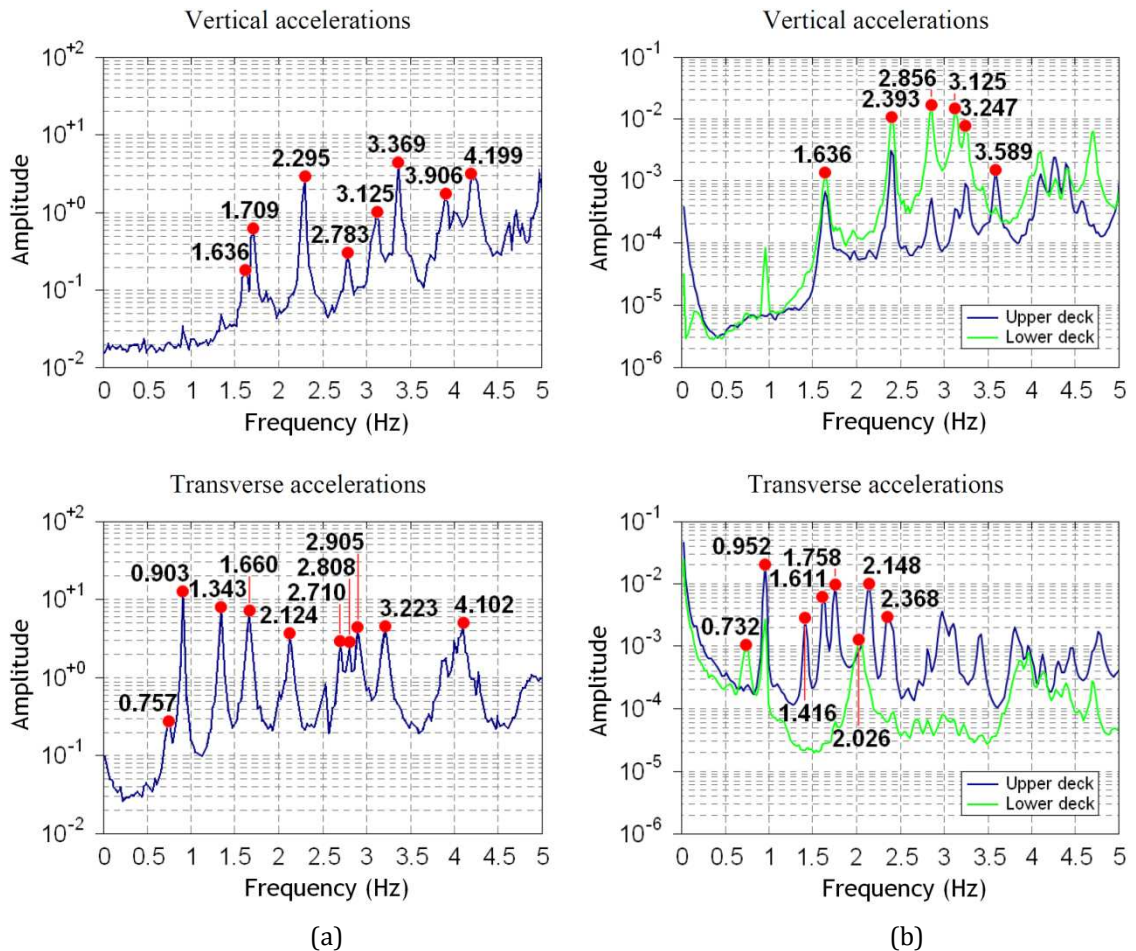 Vertical accelerations
10+2
10+1
10+0
10-1
10-2
Amplitude
1.636
1.709
2.295
2.783
3.125
3.369
3.906
4.199
0 0.5 1 1.5 2 2.5 3 3.5 4 4.5 5
Frequency (Hz)
Vertical accelerations
10-1
10-2
10-3
10-4
10-5
10-6
Amplitude
1.636
2.393
2.856
3.125
3.247
3.589
Upper deck
Lower deck
0 0.5 1 1.5 2 2.5 3 3.5 4 4.5 5
Frequency (Hz)
Transverse accelerations
10+2
10+1
10+0
10-1
10-2
Amplitude
0.757
0.903
1.343
1.660
2.124
2.710
2.808
2.905
3.223
4.102
0 0.5 1 1.5 2 2.5 3 3.5 4 4.5 5
Frequency (Hz)
(a)
Transverse accelerations
10-1
10-2
10-3
10-4
10-5
10-6
Amplitude
0.732
0.952
1.416
1.611
1.758
2.026
2.148
2.368
Upper deck
Lower deck
0 0.5 1 1.5 2 2.5 3 3.5 4 4.5 5
Frequency (Hz)
(b)